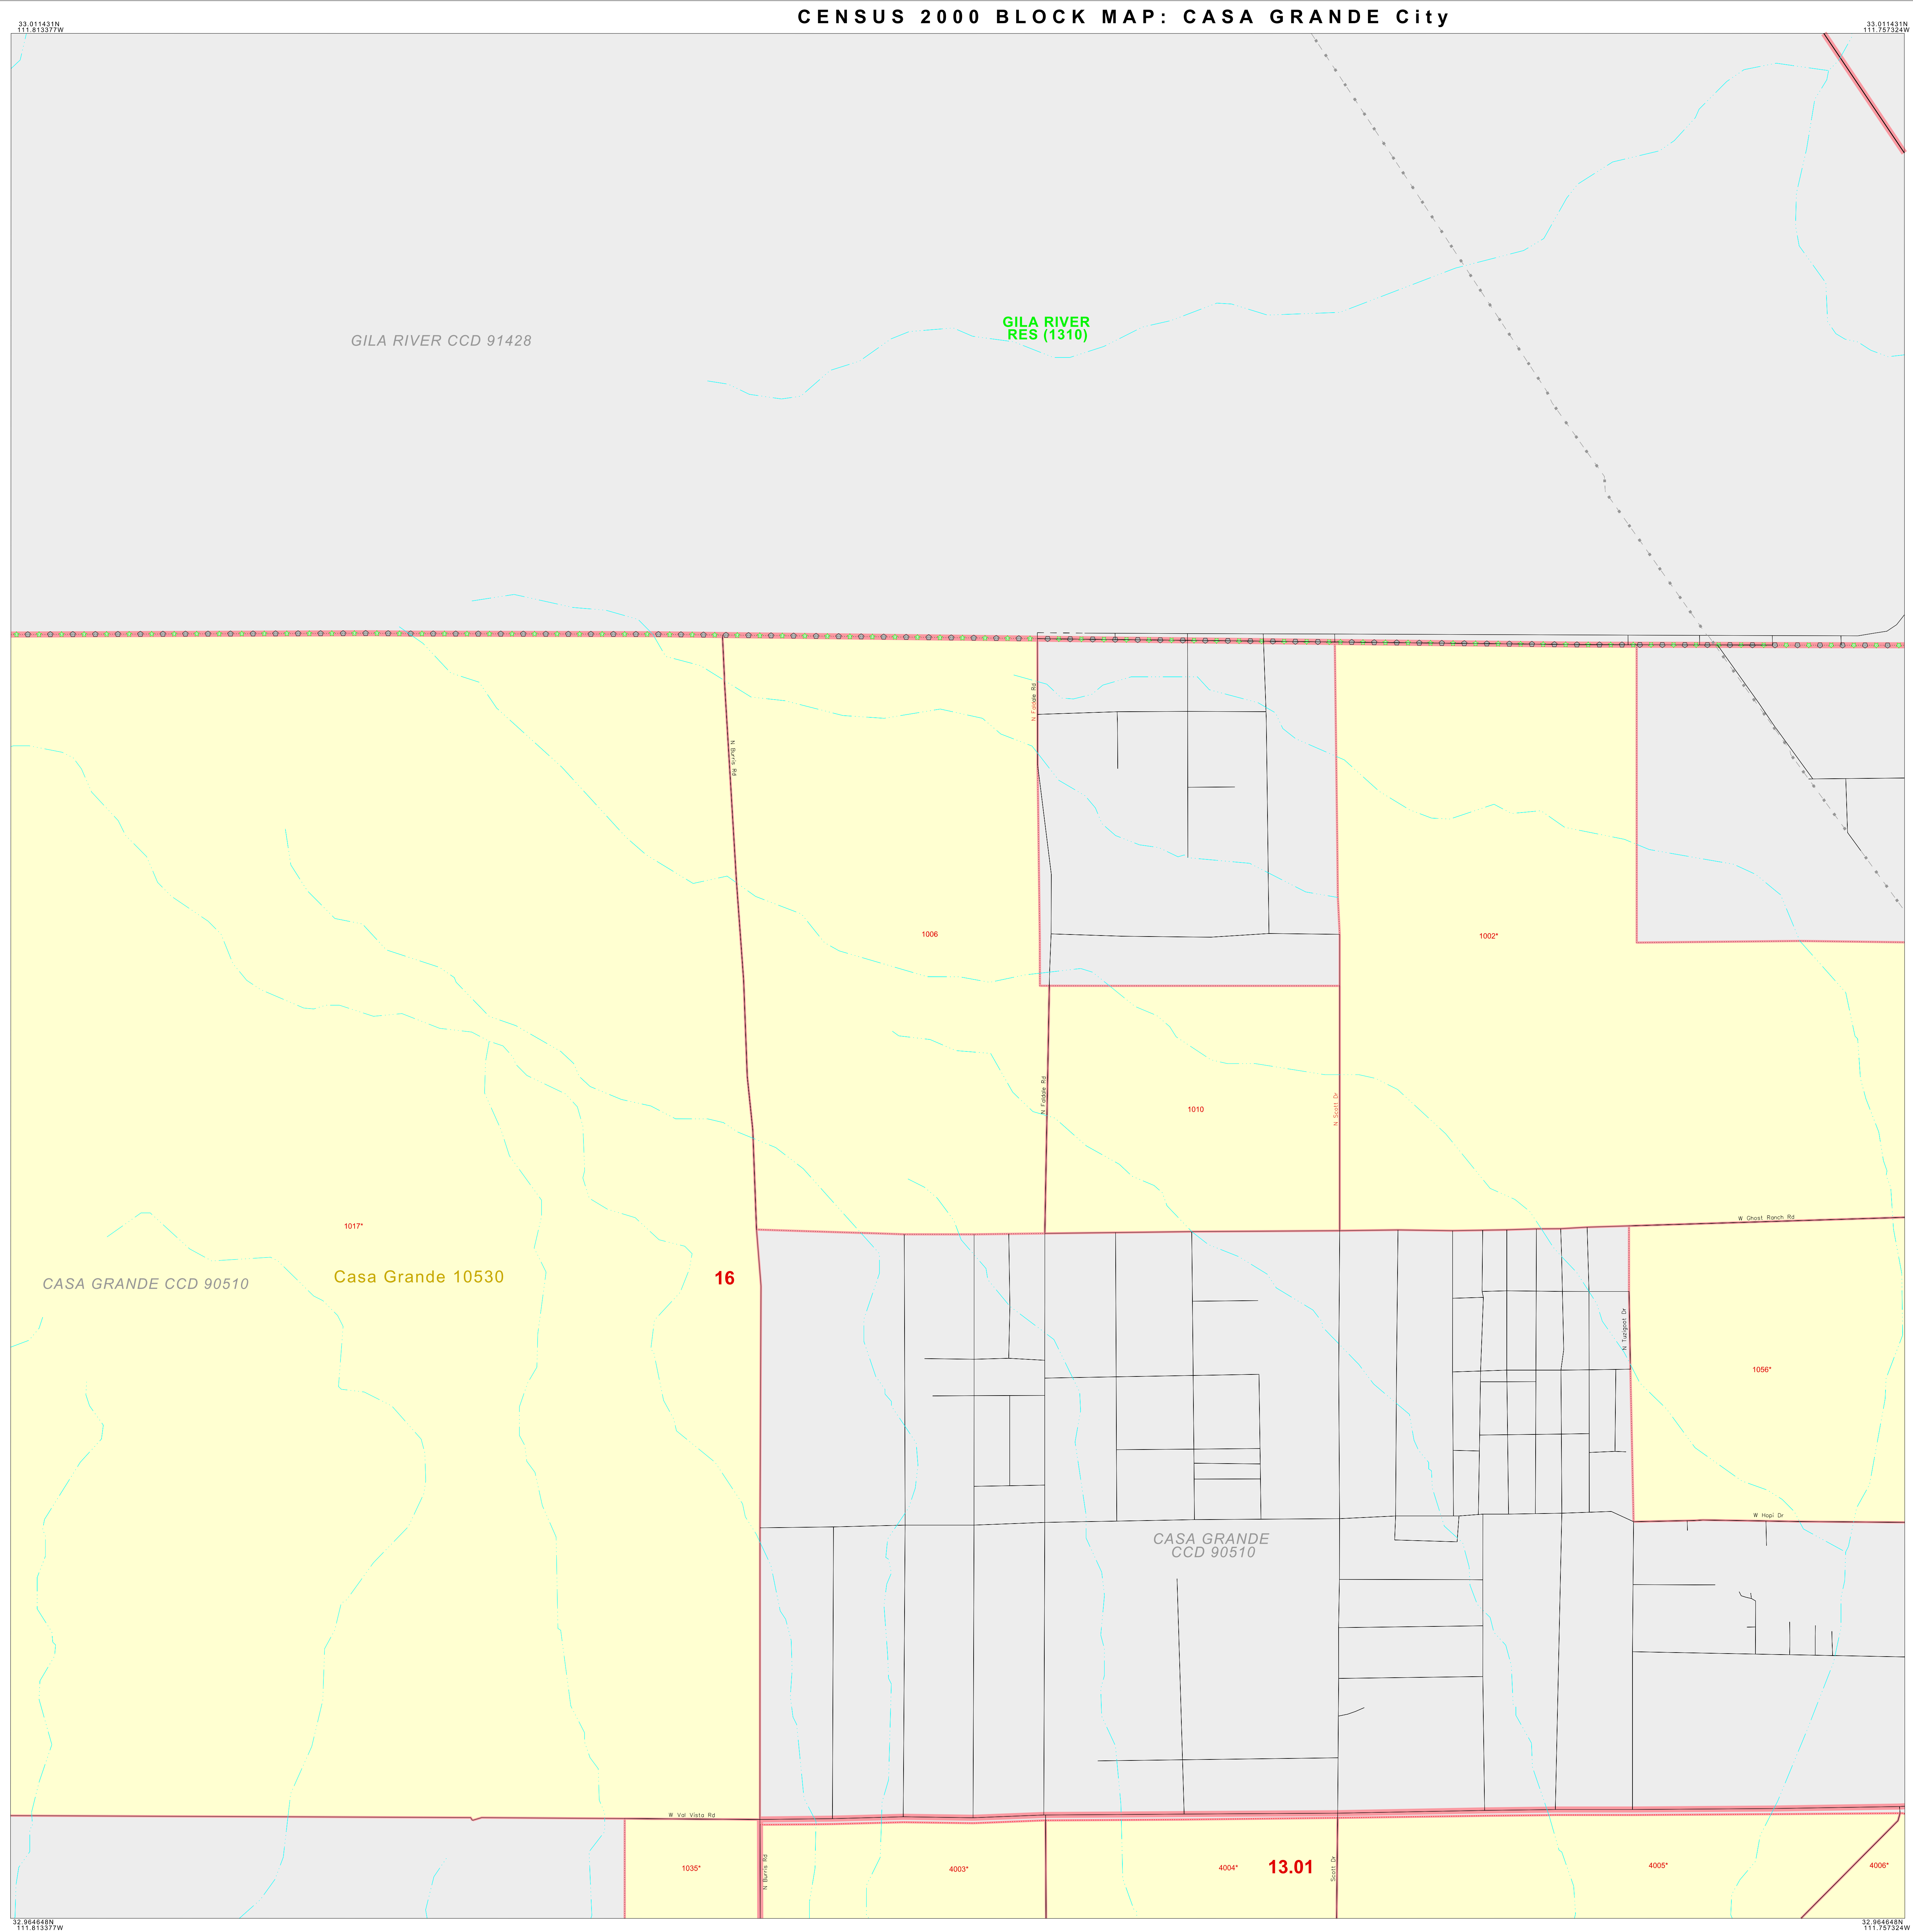 CENSUS 2000 BLOCK MAP: CASA GRANDE City
33.011431N
111.813377W
33.011431N
111.757324W
GILA RIVER CCD 91428
GILA RIVER
RES (1310)
N Faldale Rd
N Burris Rd
1006
1002*
N Faldale Rd
1010
N Scott Dr
1017*
W Ghost Ranch Rd
CASA GRANDE CCD 90510
Casa Grande 10530
16
N Tuzigoot Dr
1056*
W Hopi Dr
CASA GRANDE
CCD 90510
W Val Vista Rd
1035*
N Burris Rd
4003*
4004*
13.01
Scott Dr
4005*
4006*
32.964648N
111.813377W
32.964648N
111.757324W